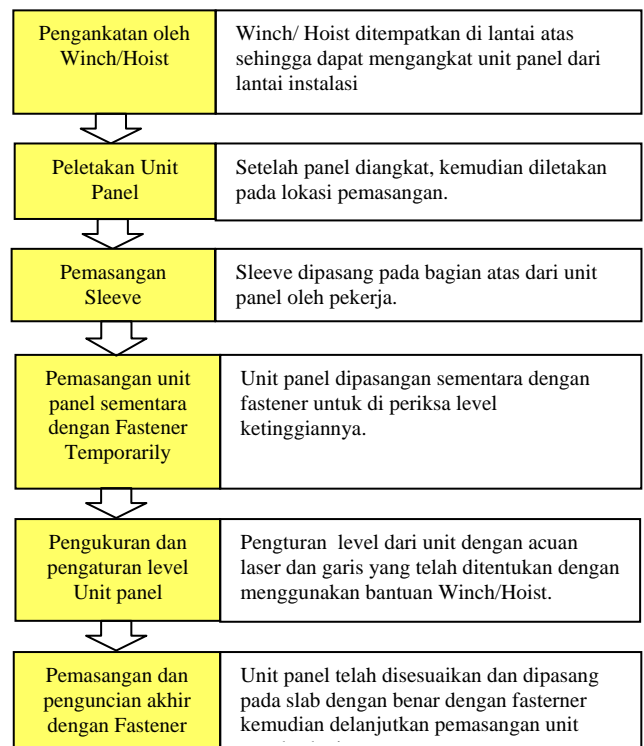 Pengankatan oleh
Winch/Hoist
Winch/ Hoist ditempatkan di lantai atas
sehingga dapat mengangkat unit panel dari
lantai instalasi
Peletakan Unit
Panel
Setelah panel diangkat, kemudian diletakan
pada lokasi pemasangan.
Pemasangan
Sleeve
Sleeve dipasang pada bagian atas dari unit
panel oleh pekerja.
Pemasangan unit
panel sementara
dengan Fastener
Temporarily
Unit panel dipasangan sementara dengan
fastener untuk di periksa level
ketinggiannya.
Pengukuran dan
pengaturan level
Unit panel
Pengturan level dari unit dengan acuan
laser dan garis yang telah ditentukan dengan
menggunakan bantuan Winch/Hoist.
Pemasangan dan
penguncian akhir
dengan Fastener
Unit panel telah disesuaikan dan dipasang
pada slab dengan benar dengan fasterner
kemudian delanjutkan pemasangan unit